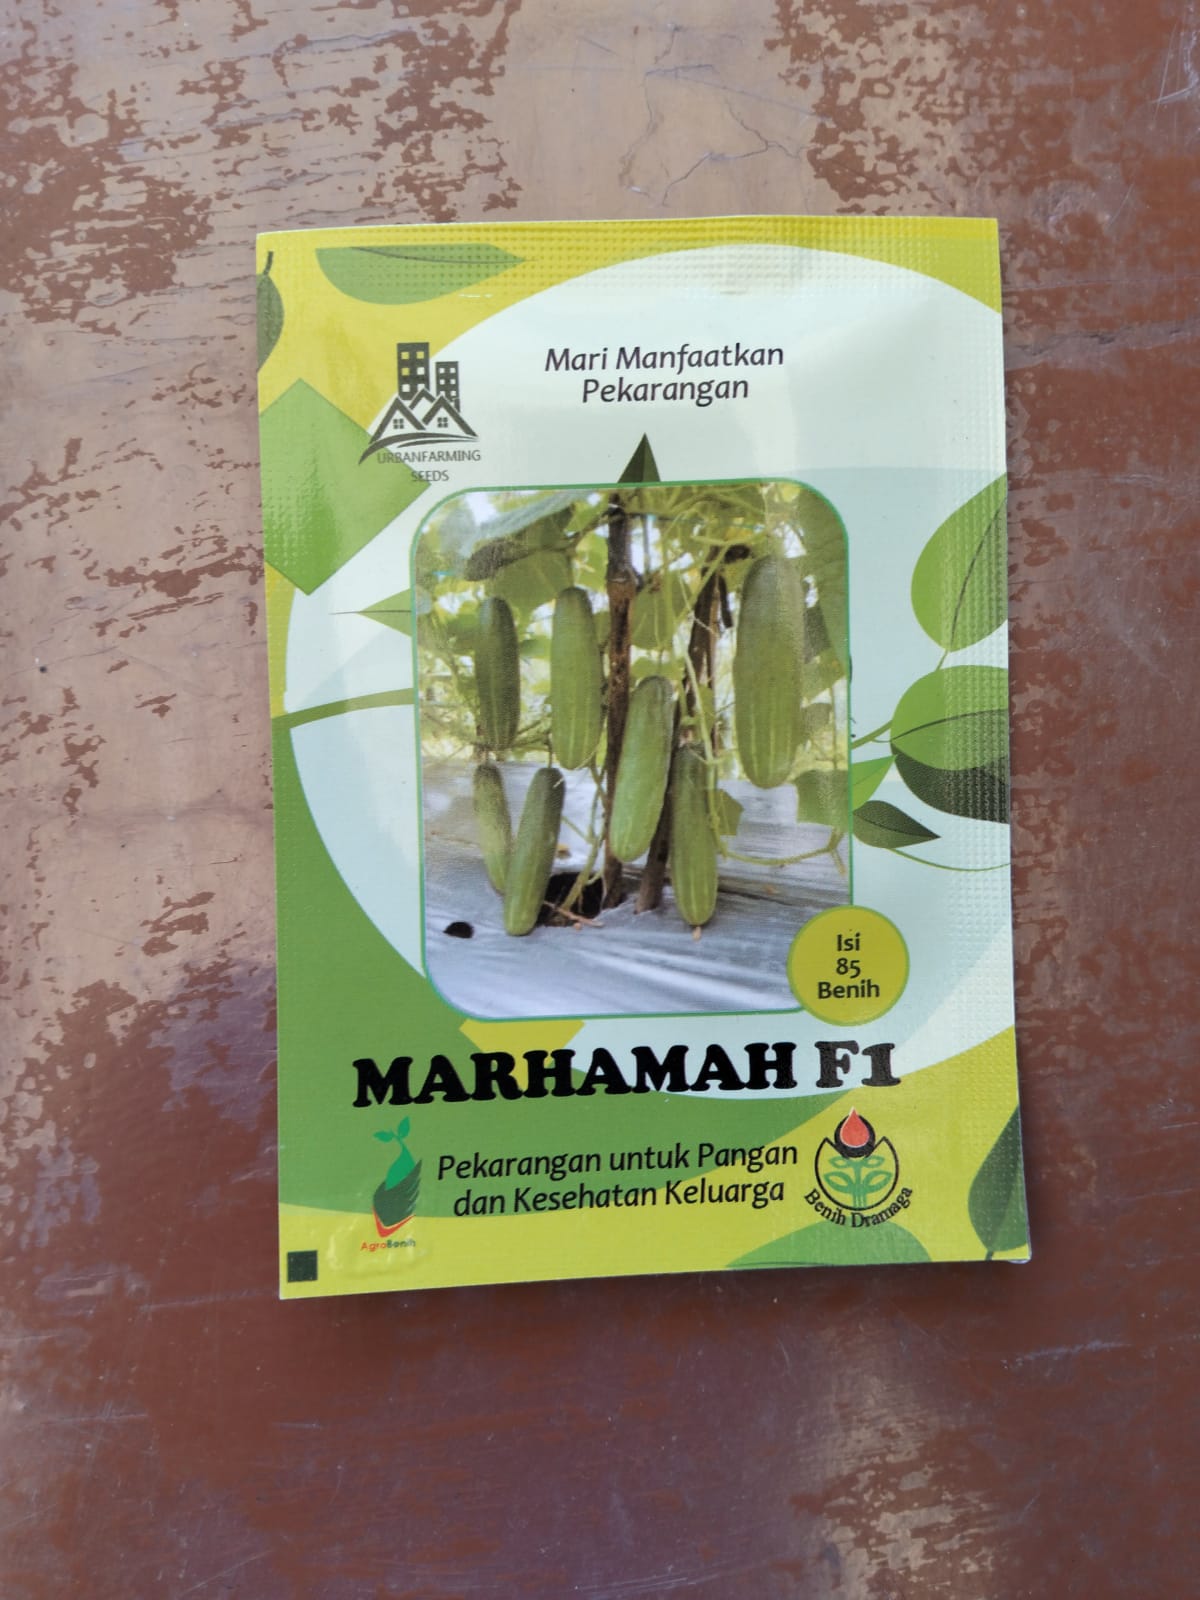 Mari Manfaatkan
Pekarangan
URBANFARMING
SEEDS
Isi
85
Benih
MARHAMAH F1
Pekarangan untuk Pangan
dan Kesehatan Keluarga
AgroBenih
Benih Dramaga